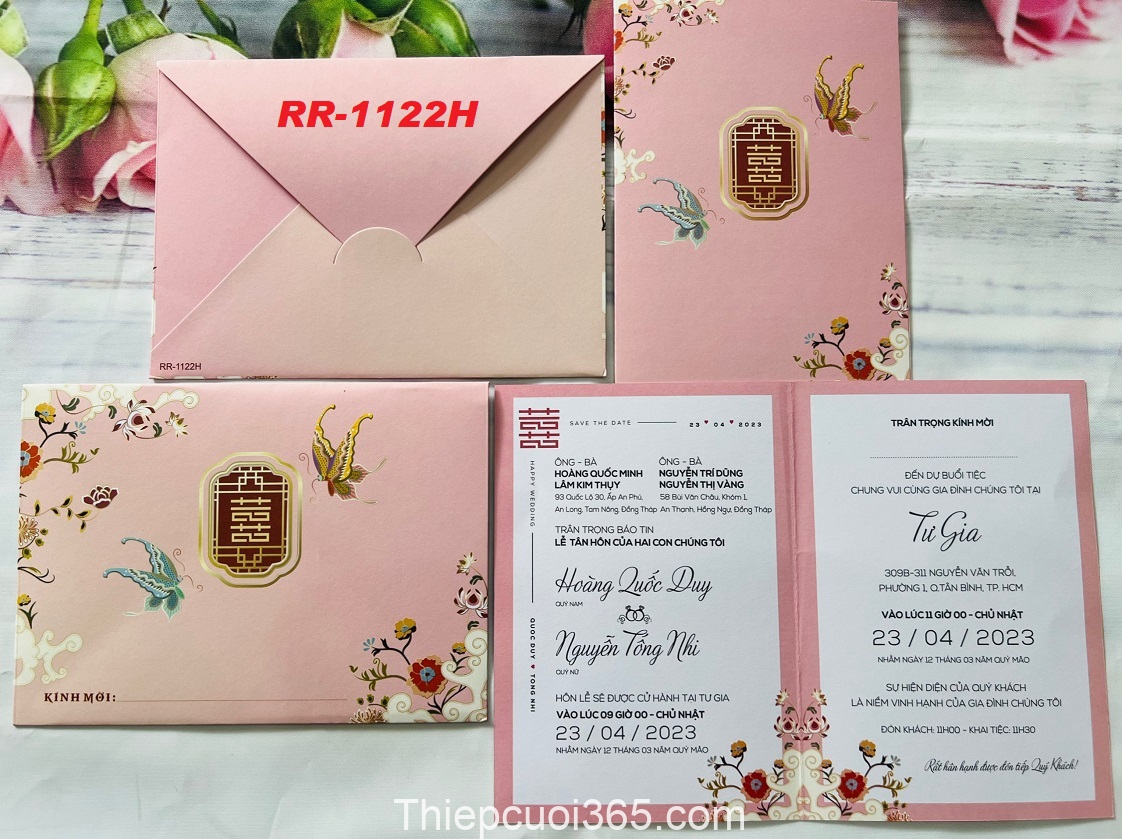 RR-1122H
RR-1122H
囍
囍
KÍNH MỜI:
囍
SAVE THE DATE
23 ♥ 04 ♥ 2023
HAPPY WEDDING
QUỐC DUY ♥ TỐNG NHI
ÔNG - BÀ
HOÀNG QUỐC MINH
LÂM KIM THỤY
93 Quốc Lộ 30, Ấp An Phú,
An Long, Tam Nông, Đồng Tháp
ÔNG - BÀ
NGUYỄN TRÍ DŨNG
NGUYỄN THỊ VÀNG
58 Bùi Văn Châu, Khóm 1,
An Thạnh, Hồng Ngự, Đồng Tháp
TRÂN TRỌNG BÁO TIN
LỄ TÂN HÔN CỦA HAI CON CHÚNG TÔI
Hoàng Quốc Duy
QUÝ NAM
Nguyễn Tống Nhi
QUÝ NỮ
HÔN LỄ SẼ ĐƯỢC CỬ HÀNH TẠI TƯ GIA
VÀO LÚC 09 GIỜ 00 - CHỦ NHẬT
23 / 04 / 2023
NHẰM NGÀY 12 THÁNG 03 NĂM QUÝ MÃO
TRÂN TRỌNG KÍNH MỜI
ĐẾN DỰ BUỔI TIỆC
CHUNG VUI CÙNG GIA ĐÌNH CHÚNG TÔI TẠI
Tư Gia
309B-311 NGUYỄN VĂN TRỖI,
PHƯỜNG 1, Q.TÂN BÌNH, TP. HCM
VÀO LÚC 11 GIỜ 00 - CHỦ NHẬT
23 / 04 / 2023
NHẰM NGÀY 12 THÁNG 03 NĂM QUÝ MÃO
SỰ HIỆN DIỆN CỦA QUÝ KHÁCH
LÀ NIỀM VINH HẠNH CỦA GIA ĐÌNH CHÚNG TÔI
ĐÓN KHÁCH: 11H00 - KHAI TIỆC: 11H30
Rất hân hạnh được đón tiếp Quý Khách!
Thiepcuoi365.com